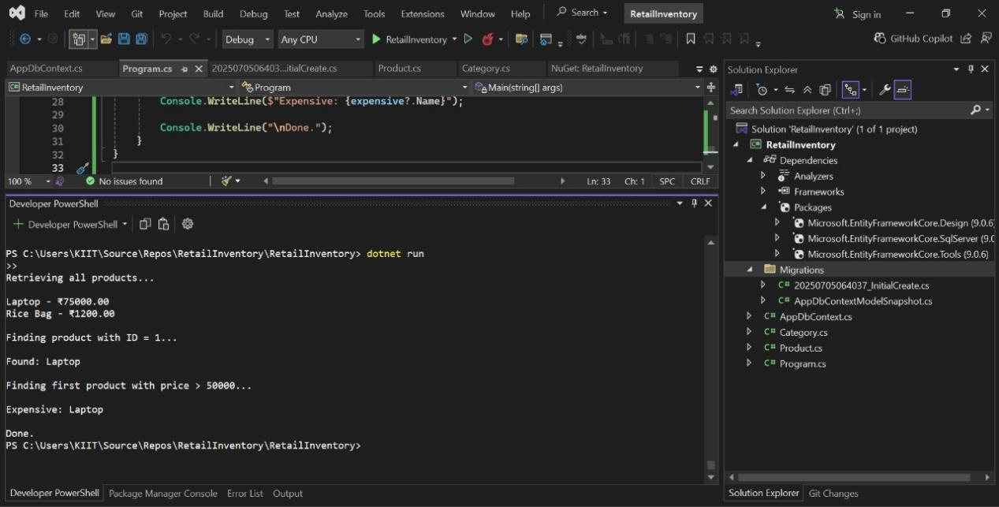 File Edit View Git Project Build Debug Test Analyze Tools Extensions Window Help Search RetailInventory Sign in
Debug Any CPU RetailInventory GitHub Copilot
AppDbContext.cs Program.cs 2025070506403...itialCreate.cs Product.cs Category.cs NuGet: RetailInventory
C# RetailInventory Program Main(string[] args)
28 Console.WriteLine($"Expensive: {expensive?.Name}");
29
30 Console.WriteLine("\nDone.");
31 }
32 }
33
100 % No issues found Ln: 33 Ch: 1 SPC CRLF
Developer PowerShell
Developer PowerShell
PS C:\Users\KIIT\Source\Repos\RetailInventory\RetailInventory> dotnet run
>>
Retrieving all products...
Laptop - ₹75000.00
Rice Bag - ₹1200.00
Finding product with ID = 1...
Found: Laptop
Finding first product with price > 50000...
Expensive: Laptop
Done.
PS C:\Users\KIIT\Source\Repos\RetailInventory\RetailInventory>
Developer PowerShell Package Manager Console Error List Output
Solution Explorer
Search Solution Explorer (Ctrl+;)
Solution 'RetailInventory' (1 of 1 project)
C# RetailInventory
Dependencies
Analyzers
Frameworks
Packages
Microsoft.EntityFrameworkCore.Design (9.0.6)
Microsoft.EntityFrameworkCore.SqlServer (9.0
Microsoft.EntityFrameworkCore.Tools (9.0.6)
Migrations
C# 20250705064037_InitialCreate.cs
C# AppDbContextModelSnapshot.cs
C# AppDbContext.cs
C# Category.cs
C# Product.cs
C# Program.cs
Solution Explorer Git Changes